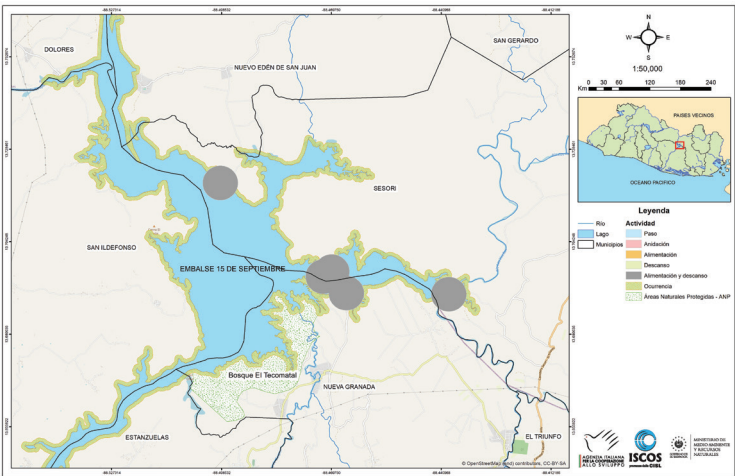 DOLORES
NUEVO EDÉN DE SAN JUAN
SAN GERARDO
SESORI
SAN ILDEFONSO
EMBALSE 15 DE SEPTIEMBRE
Bosque El Tecomatal
NUEVA GRANADA
ESTANZUELAS
EL TRIUNFO
© OpenStreetMap (and) contributors, CC-BY-SA
N
W
E
S
1:50,000
Km
0 30 60 120 180 240
PAISES VECINOS
OCEANO PACIFICO
Leyenda
Río
Lago
Municipios
Actividad
Paso
Anidación
Alimentación
Descanso
Alimentación y descanso
Ocurrencia
Áreas Naturales Protegidas - ANP
AGENZIA ITALIANA
PER LA COOPERAZIONE
ALLO SVILUPPO
ISCOS
MINISTERIO DE
MEDIO AMBIENTE
Y RECURSOS
NATURALES